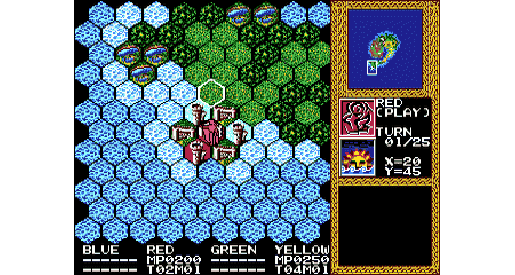 RED
(PLAY)
TURN
01/25
X=20
Y=45
BLUE RED GREEN YELLOW
------ MP0200 ------ MP0250
------ T02M01 ------ T04M01